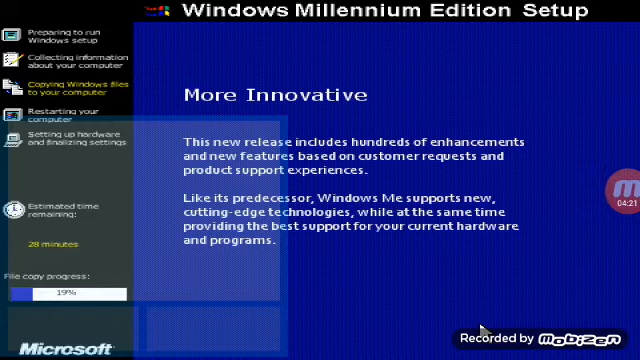 Windows Millennium Edition Setup
Preparing to run
Windows setup
Collecting information
about your computer
Copying Windows files
to your computer
Restarting your
computer
Setting up hardware
and finalizing settings
Estimated time
remaining:
28 minutes
File copy progress:
19%
Microsoft
More Innovative
This new release includes hundreds of enhancements
and new features based on customer requests and
product support experiences.
Like its predecessor, Windows Me supports new,
cutting-edge technologies, while at the same time
providing the best support for your current hardware
and programs.
04:21
Recorded by mobizen